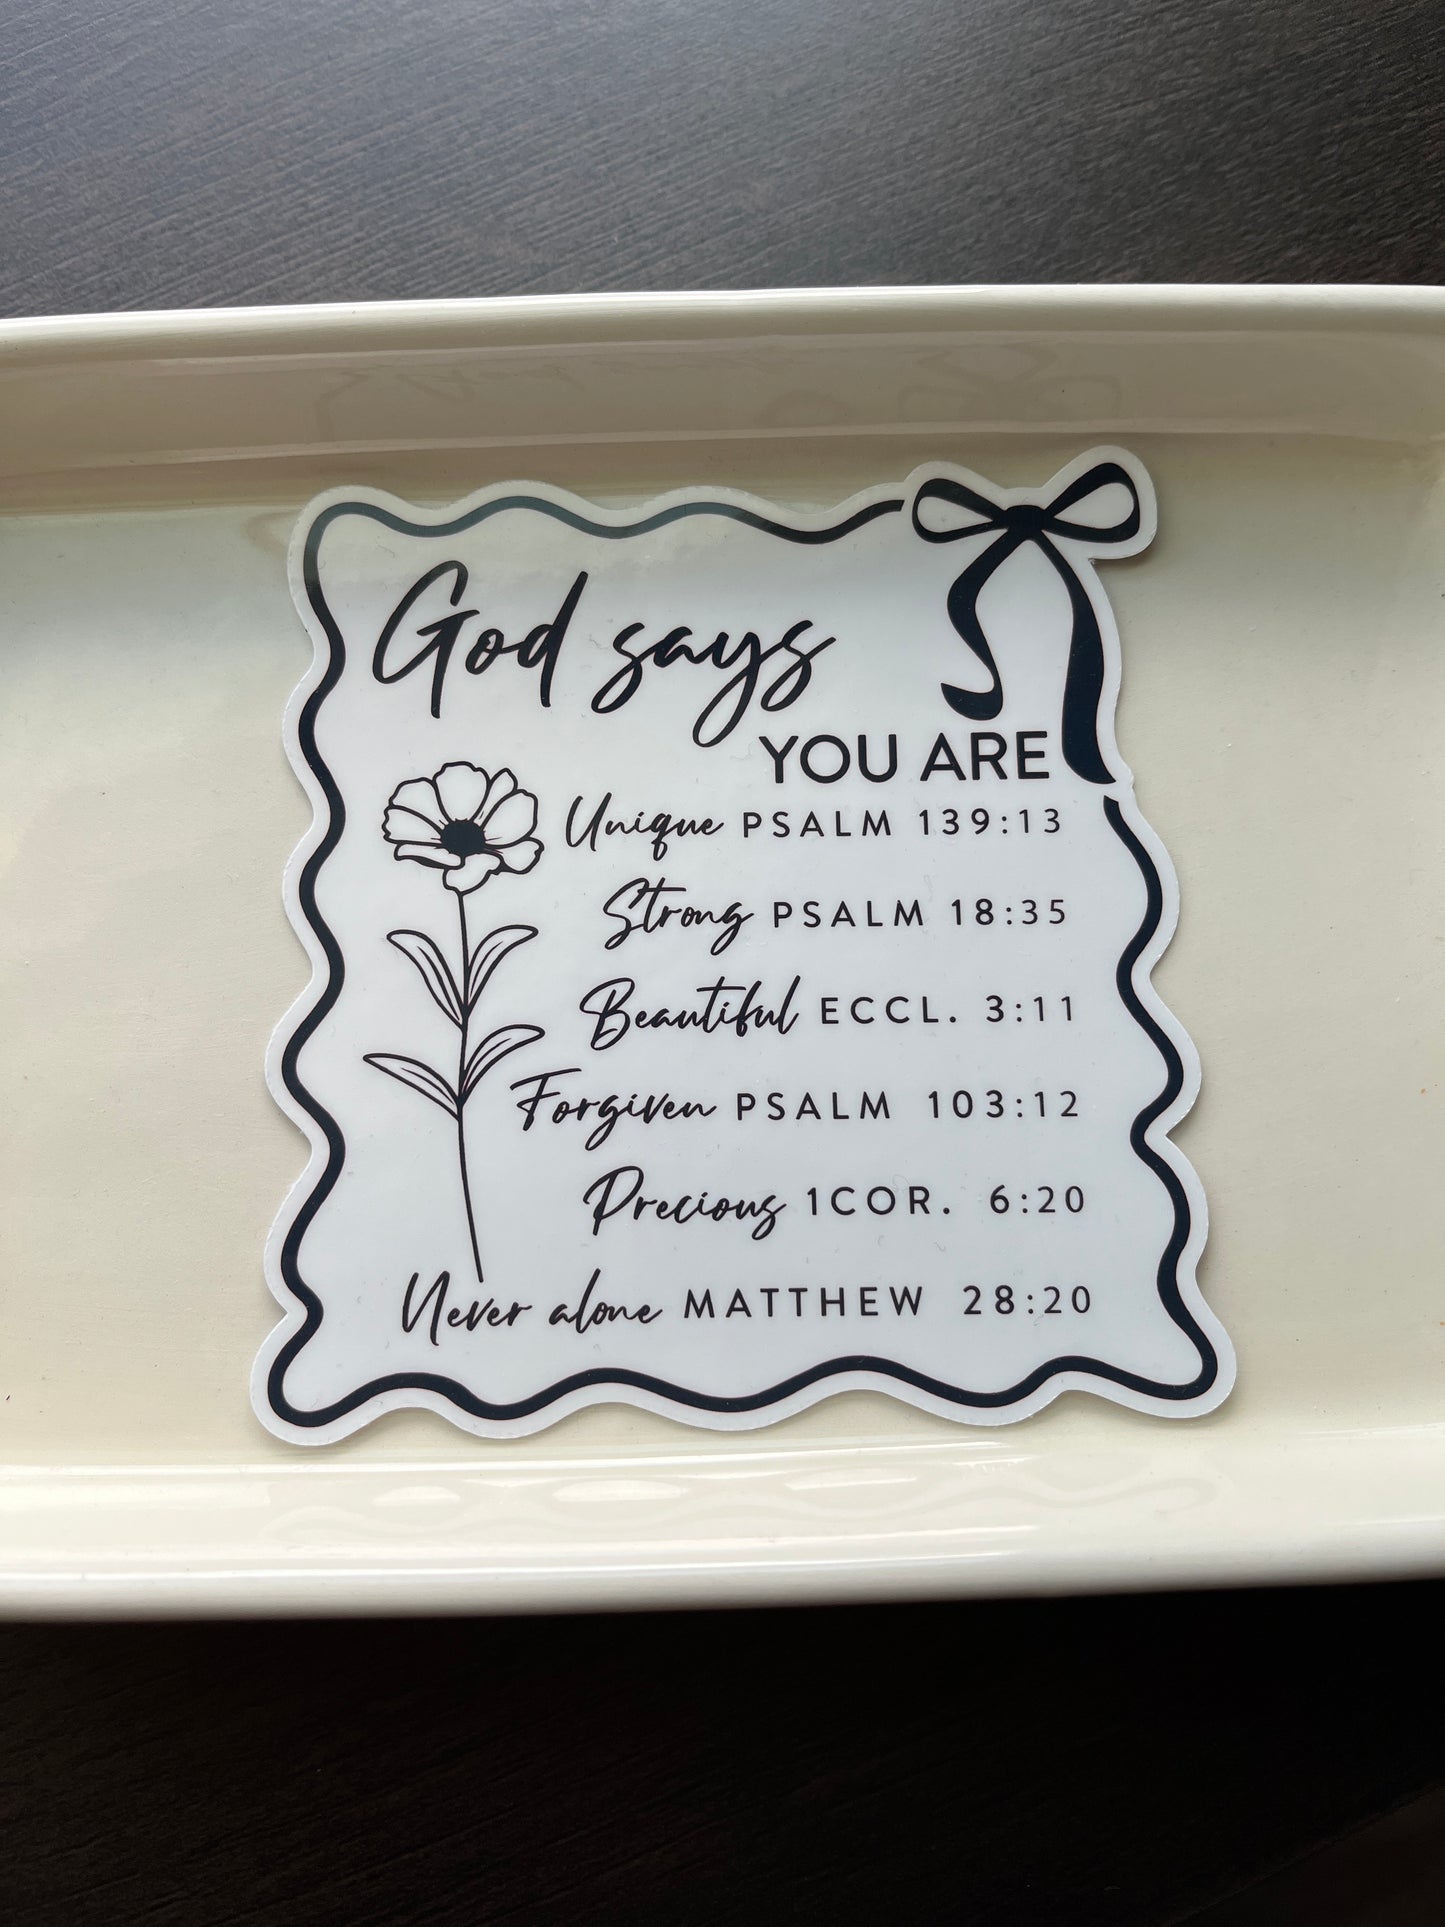 God says
YOU ARE
Unique PSALM 139:13
Strong PSALM 18:35
Beautiful ECCL. 3:11
Forgiven PSALM 103:12
Precious 1COR. 6:20
Never alone MATTHEW 28:20